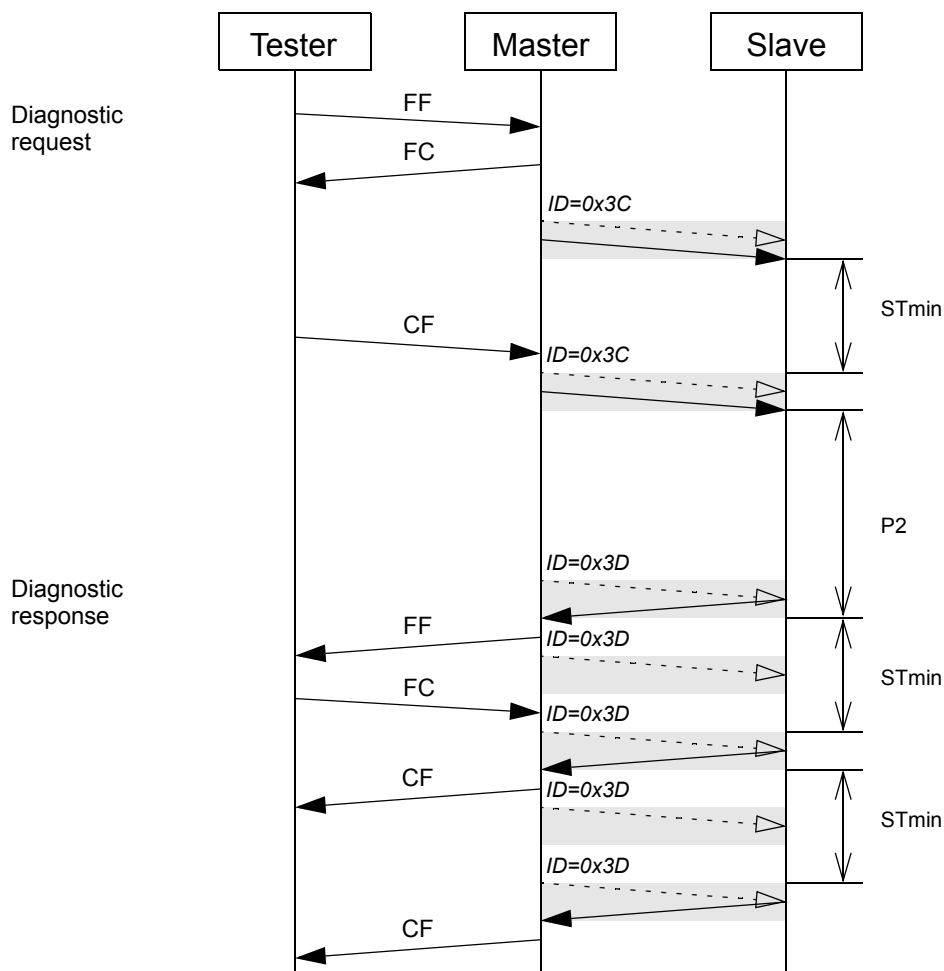 Tester Master Slave
Diagnostic
request
FF
FC
ID=0x3C
STmin
CF
ID=0x3C
P2
ID=0x3D
Diagnostic
response
FF
ID=0x3D
STmin
FC
ID=0x3D
CF
ID=0x3D
STmin
ID=0x3D
CF